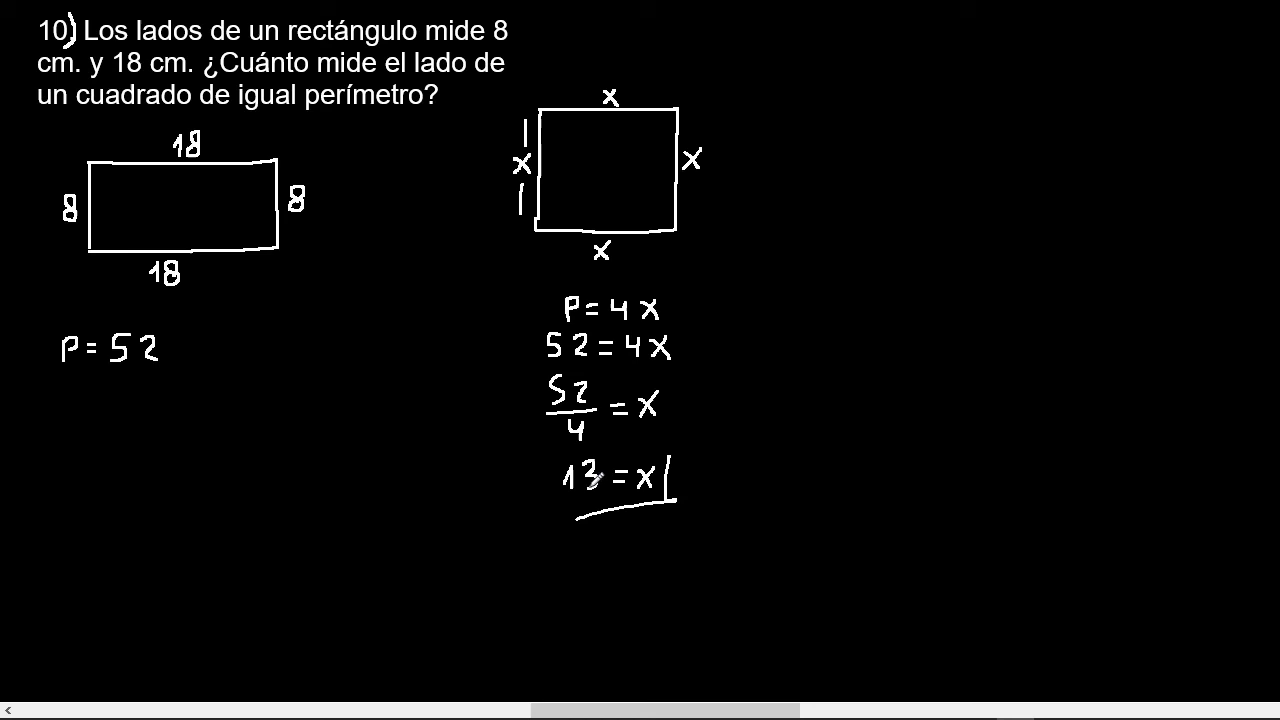 10) Los lados de un rectángulo mide 8
cm. y 18 cm. ¿Cuánto mide el lado de
un cuadrado de igual perímetro?
18
8
8
18
P = 52
x
x
x
x
P = 4x
52 = 4x
52/4 = x
13 = x